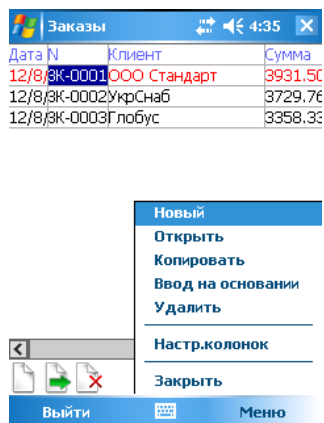 Заказы 4:35
Дата N Клиент Сумма
12/8/ЗК-0001 ООО Стандарт 3931.50
12/8/ЗК-0002 УкрСнаб 3729.76
12/8/ЗК-0003 Глобус 3358.33
Новый
Открыть
Копировать
Ввод на основании
Удалить
Настр.колонок
Закрыть
Выйти Меню